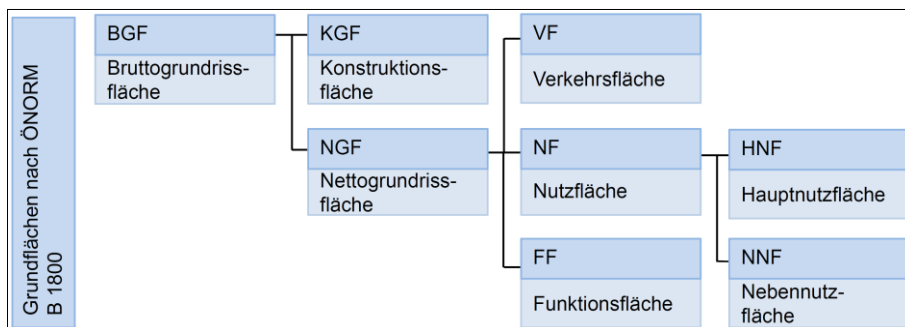 Grundflächen nach ÖNORM
B 1800
BGF
Bruttogrundriss-
fläche
KGF
Konstruktions-
fläche
NGF
Nettogrundriss-
fläche
VF
Verkehrsfläche
NF
Nutzfläche
FF
Funktionsfläche
HNF
Hauptnutzfläche
NNF
Nebennutz-
fläche